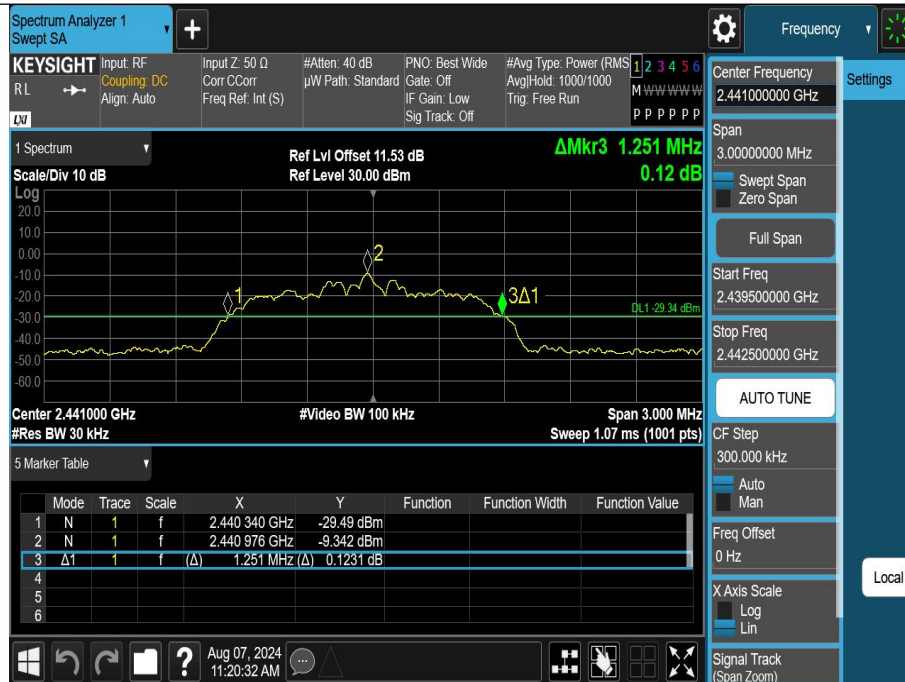 Spectrum Analyzer 1
Swept SA
+
Frequency
KEYSIGHT
RL
LXI
Input: RF
Coupling: DC
Align: Auto
Input Z: 50 Ω
Corr CCorr
Freq Ref: Int (S)
#Atten: 40 dB
µW Path: Standard
PNO: Best Wide
Gate: Off
IF Gain: Low
Sig Track: Off
#Avg Type: Power (RMS
Avg|Hold: 1000/1000
Trig: Free Run
1 2 3 4 5 6
M W W W W W
P P P P P P
1 Spectrum
Scale/Div 10 dB
Ref Lvl Offset 11.53 dB
Ref Level 30.00 dBm
ΔMkr3 1.251 MHz
0.12 dB
Log
20.0
10.0
0.00
-10.0
-20.0
-30.0
-40.0
-50.0
-60.0
1
2
3Δ1
DL1 -29.34 dBm
Center 2.441000 GHz
#Video BW 100 kHz
Span 3.000 MHz
#Res BW 30 kHz
Sweep 1.07 ms (1001 pts)
5 Marker Table
Mode Trace Scale X Y Function Function Width Function Value
1 N 1 f 2.440 340 GHz -29.49 dBm
2 N 1 f 2.440 976 GHz -9.342 dBm
3 Δ1 1 f (Δ) 1.251 MHz (Δ) 0.1231 dB
4
5
6
?
Aug 07, 2024
11:20:32 AM
Center Frequency
2.441000000 GHz
Settings
Span
3.00000000 MHz
Swept Span
Zero Span
Full Span
Start Freq
2.439500000 GHz
Stop Freq
2.442500000 GHz
AUTO TUNE
CF Step
300.000 kHz
Auto
Man
Freq Offset
0 Hz
Local
X Axis Scale
Log
Lin
Signal Track
(Span Zoom)